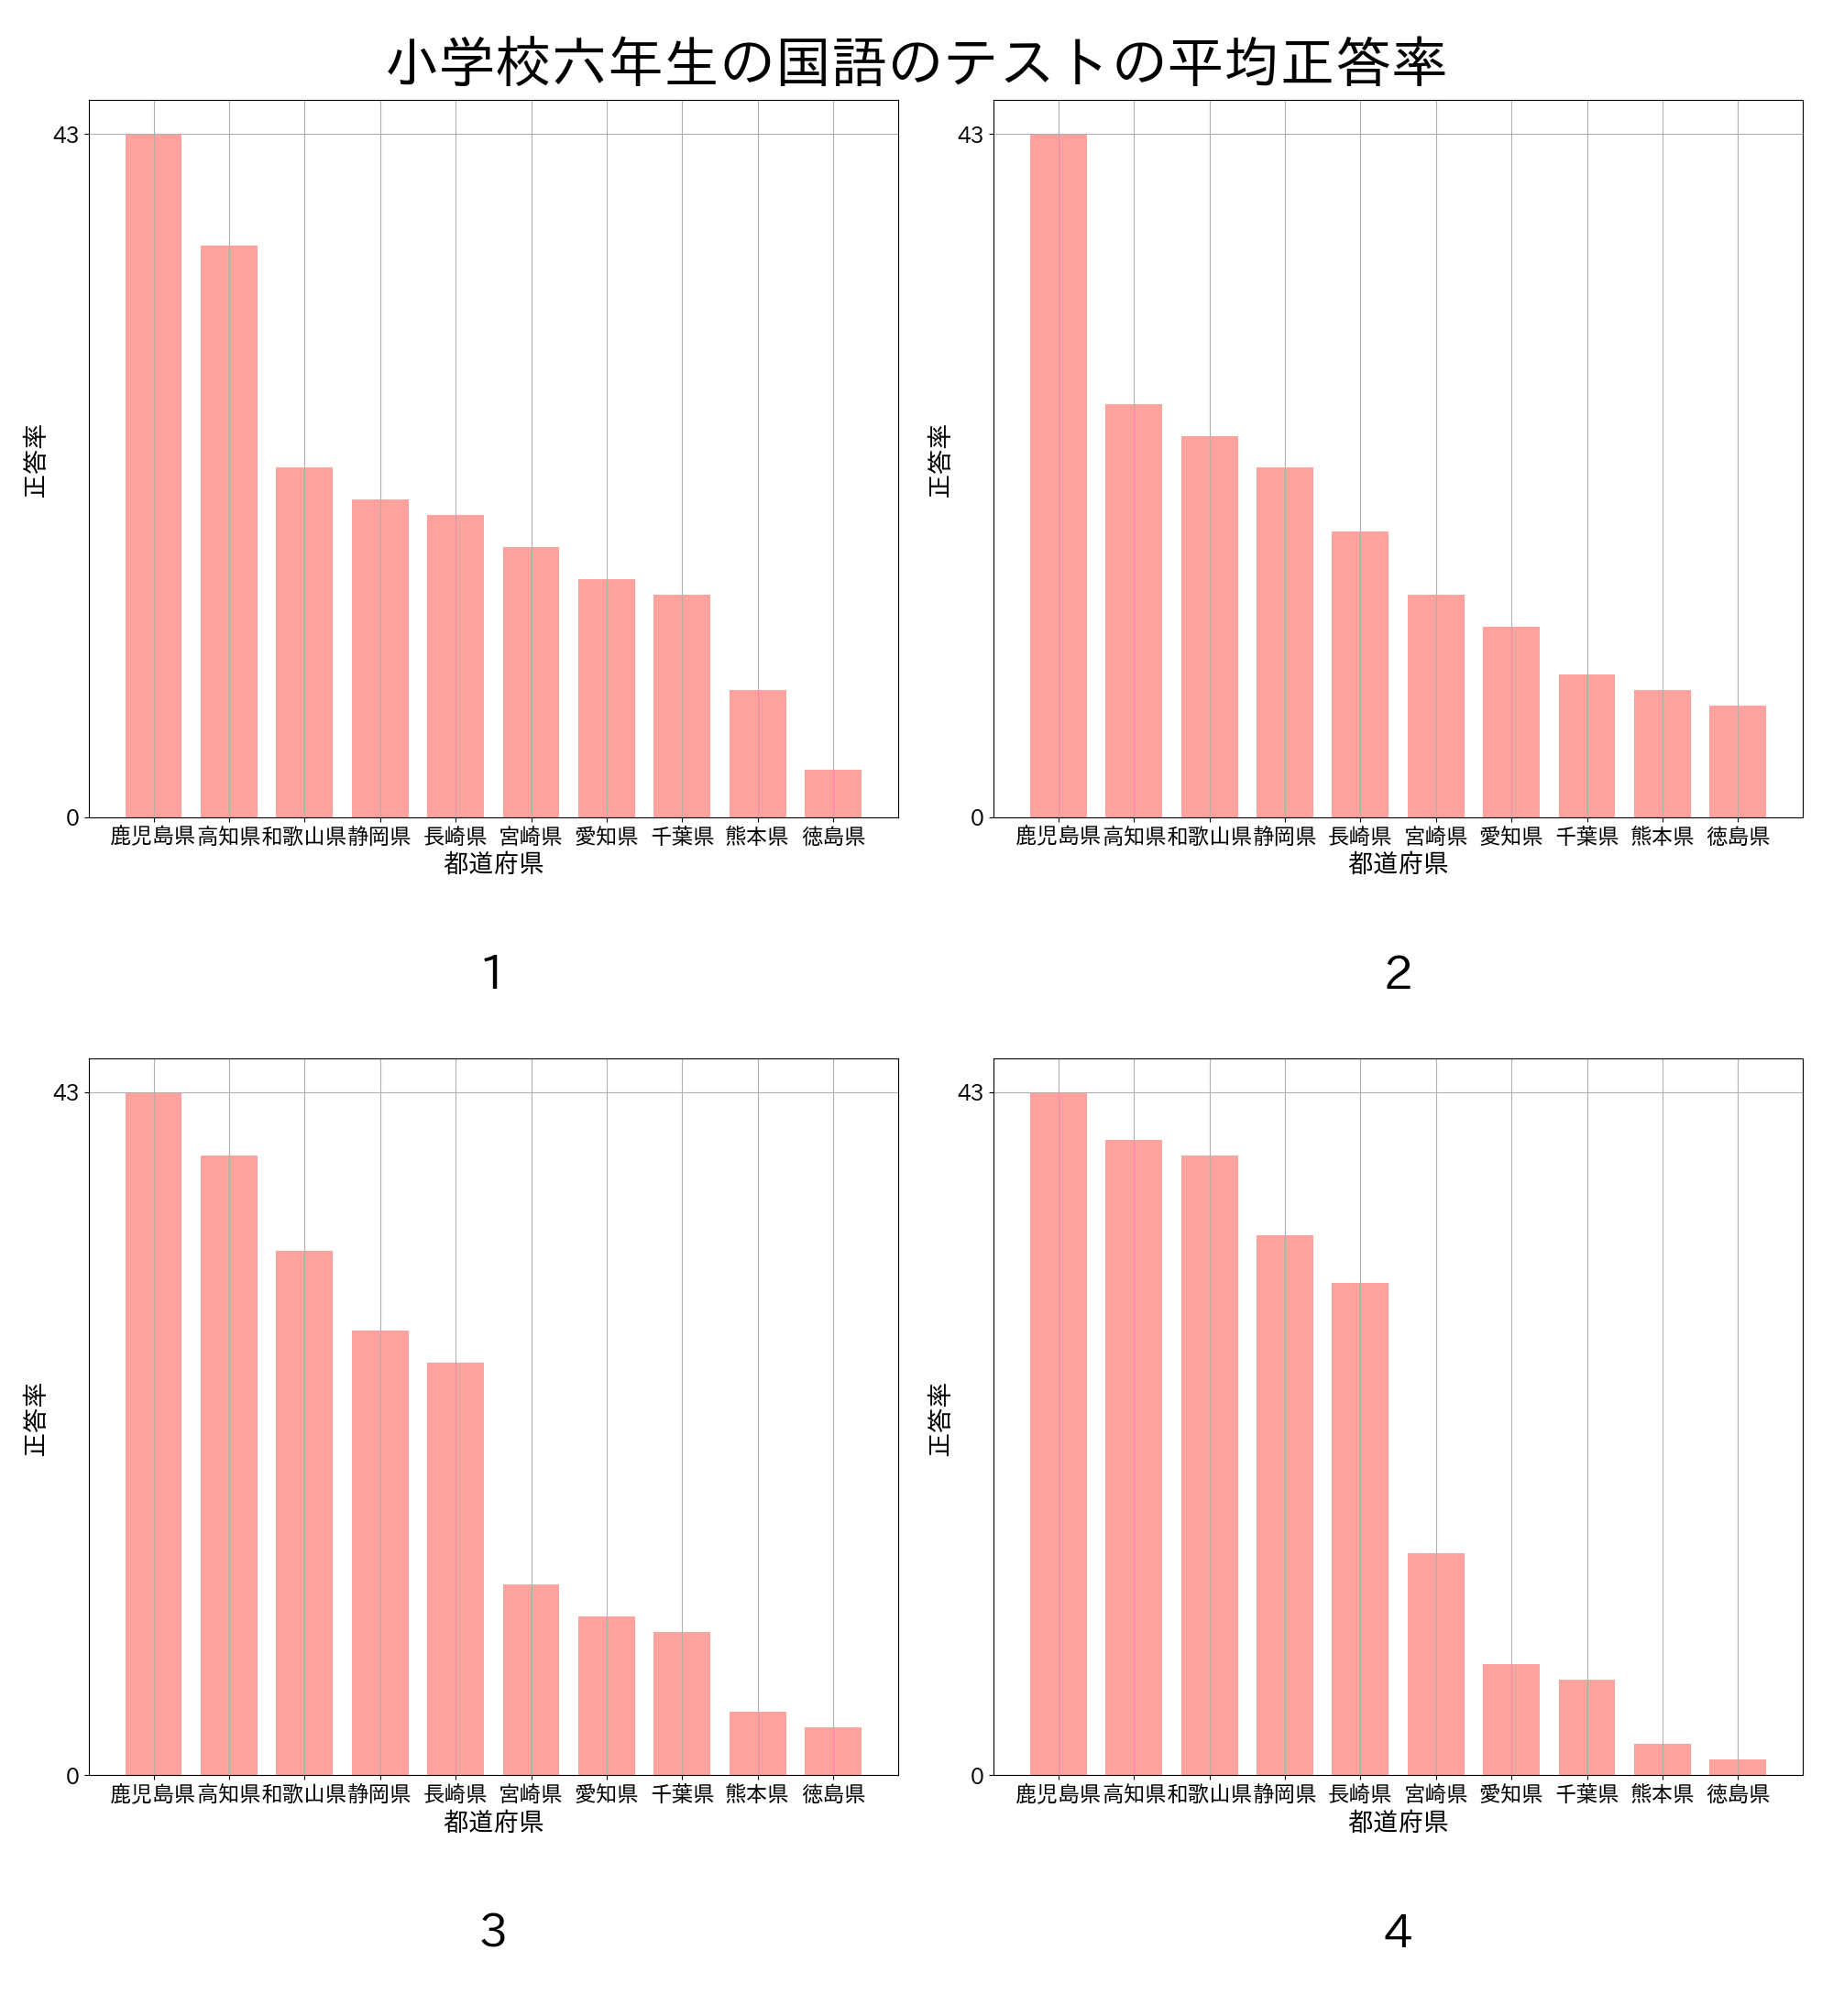 小学校六年生の国語のテストの平均正答率
43
0
正答率
鹿児島県 高知県 和歌山県 静岡県 長崎県 宮崎県 愛知県 千葉県 熊本県 徳島県
都道府県
1
43
0
正答率
鹿児島県 高知県 和歌山県 静岡県 長崎県 宮崎県 愛知県 千葉県 熊本県 徳島県
都道府県
2
43
0
正答率
鹿児島県 高知県 和歌山県 静岡県 長崎県 宮崎県 愛知県 千葉県 熊本県 徳島県
都道府県
3
43
0
正答率
鹿児島県 高知県 和歌山県 静岡県 長崎県 宮崎県 愛知県 千葉県 熊本県 徳島県
都道府県
4